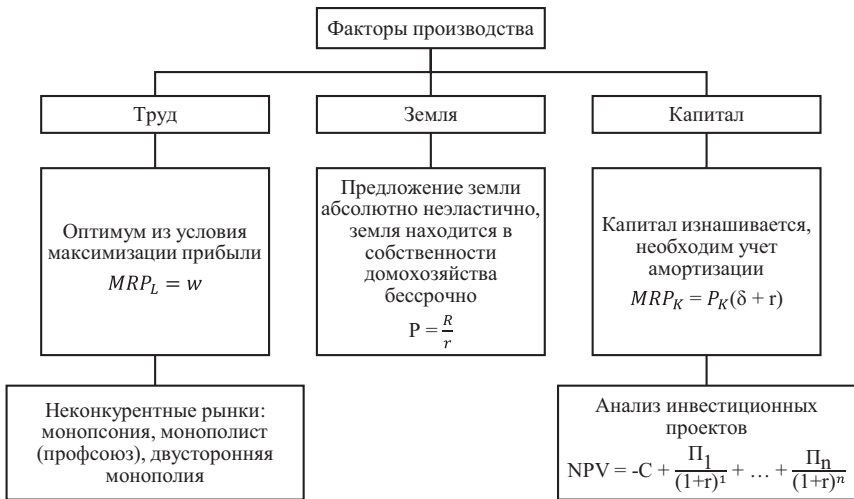 Факторы производства
Труд
Земля
Капитал
Оптимум из условия
максимизации прибыли
MRP_L = w
Предложение земли
абсолютно неэластично,
земля находится в
собственности
домохозяйства
бессрочно
P = R/r
Капитал изнашивается,
необходим учет
амортизации
MRP_K = P_K(δ + r)
Неконкурентные рынки:
монопсония, монополист
(профсоюз), двусторонняя
монополия
Анализ инвестиционных
проектов
NPV = -C + П_1/(1+r)^1 + … + П_n/(1+r)^n